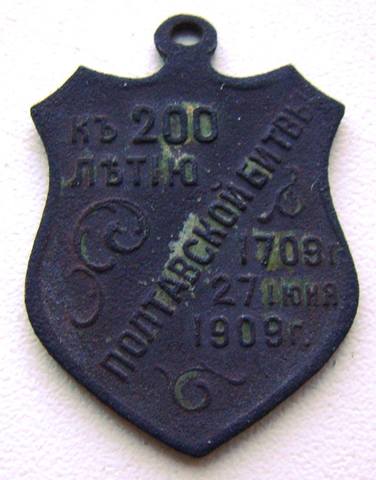 КЪ 200
ЛѢТІЮ
ПОЛТАВСКОЙ БИТВЫ
1709 г
27 ІЮНЯ
1909 г.